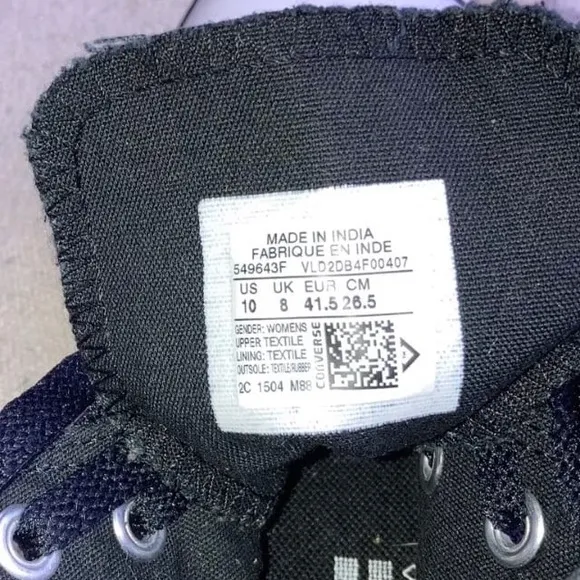 MADE IN INDIA
FABRIQUE EN INDE
549643F VLD2DB4F00407
US UK EUR CM
10 8 41.5 26.5
GENDER: WOMENS
UPPER TEXTILE
LINING: TEXTILE
OUTSOLE: TEXTILE/RUBBER
2C 1504 M88
CONVERSE